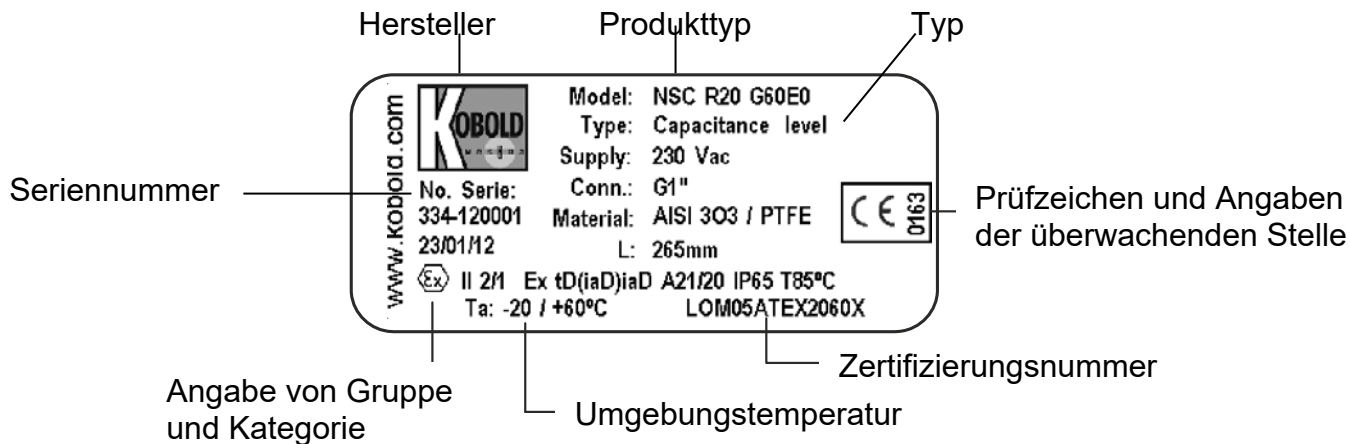 Hersteller Produkttyp Typ
www.kobold.com
KOBOLD
Model: NSC R20 G60E0
Type: Capacitance level
Supply: 230 Vac
Seriennummer
No. Serie: Conn.: G1"
334-120001 Material: AISI 3O3 / PTFE
23/01/12 L: 265mm
CE 0163
Prüfzeichen und Angaben
der überwachenden Stelle
Ex II 2/1 Ex tD(iaD)iaD A21/20 IP65 T85ºC
Ta: -20 / +60ºC LOM05ATEX2060X
Zertifizierungsnummer
Angabe von Gruppe
und Kategorie
Umgebungstemperatur